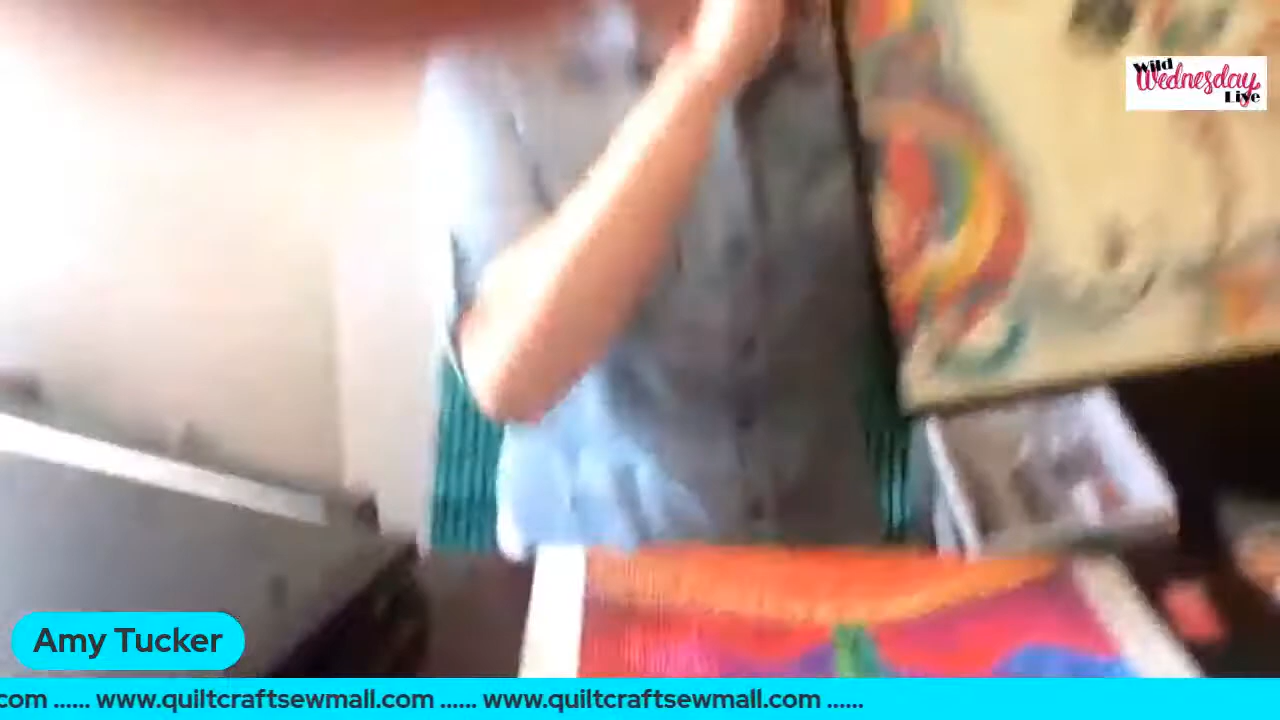 Wild
Wednesday
Live
Amy Tucker
.com ...... www.quiltcraftsewmall.com ...... www.quiltcraftsewmall.com ......